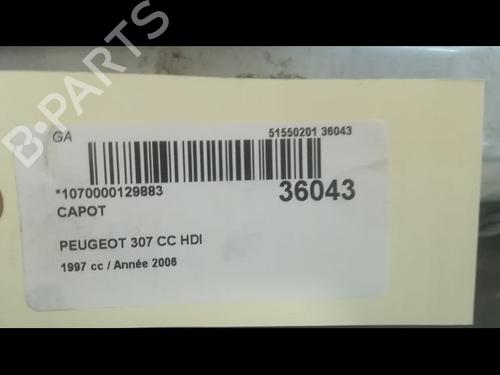 B-PARTS
GA
51550201 36043
*1070000129883
36043
CAPOT
PEUGEOT 307 CC HDI
1997 cc / Année 2006